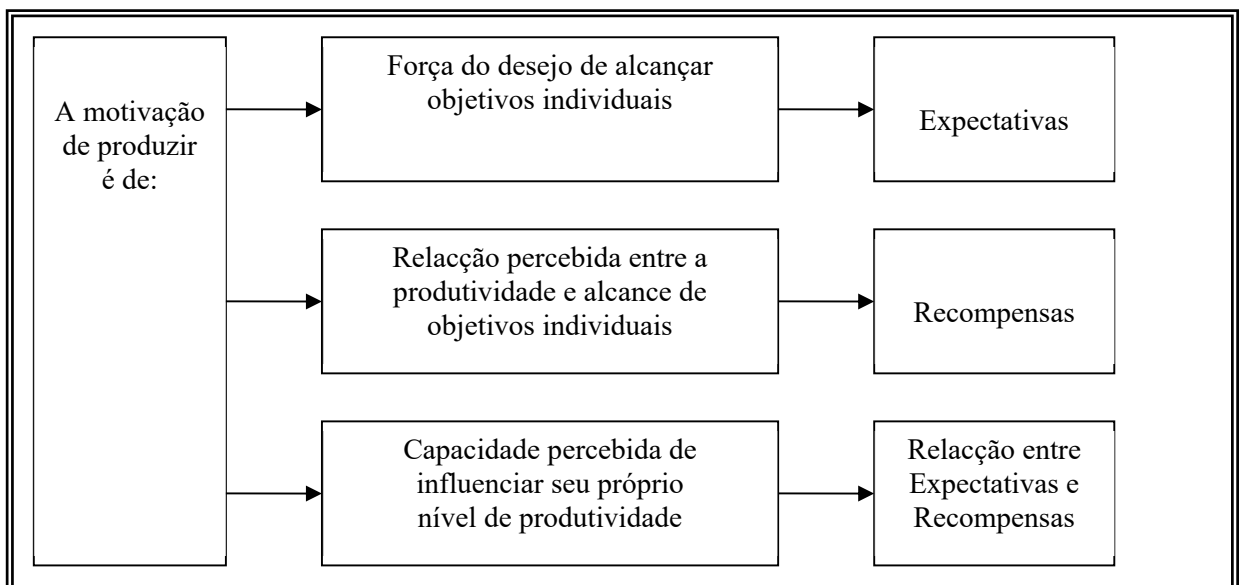 A motivação
de produzir
é de:
Força do desejo de alcançar
objetivos individuais
Expectativas
Relacção percebida entre a
produtividade e alcance de
objetivos individuais
Recompensas
Capacidade percebida de
influenciar seu próprio
nível de produtividade
Relacção entre
Expectativas e
Recompensas